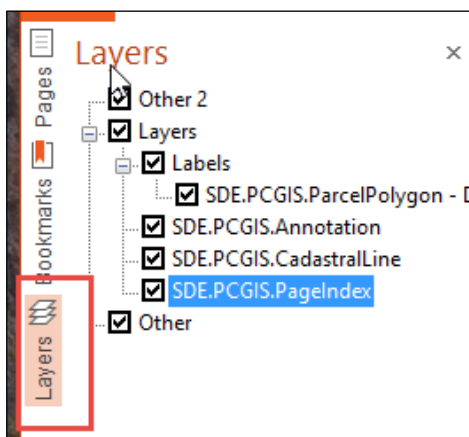 Layers
×
Other 2
Layers
Labels
SDE.PCGIS.ParcelPolygon -
SDE.PCGIS.Annotation
SDE.PCGIS.CadastralLine
SDE.PCGIS.PageIndex
Other
Pages
Bookmarks
Layers